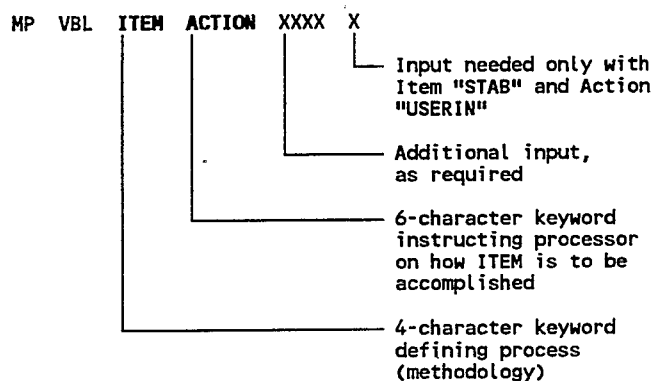 MP VBL ITEM ACTION XXXX X
Input needed only with
Item "STAB" and Action
"USERIN"
Additional input,
as required
6-character keyword
instructing processor
on how ITEM is to be
accomplished
4-character keyword
defining process
(methodology)